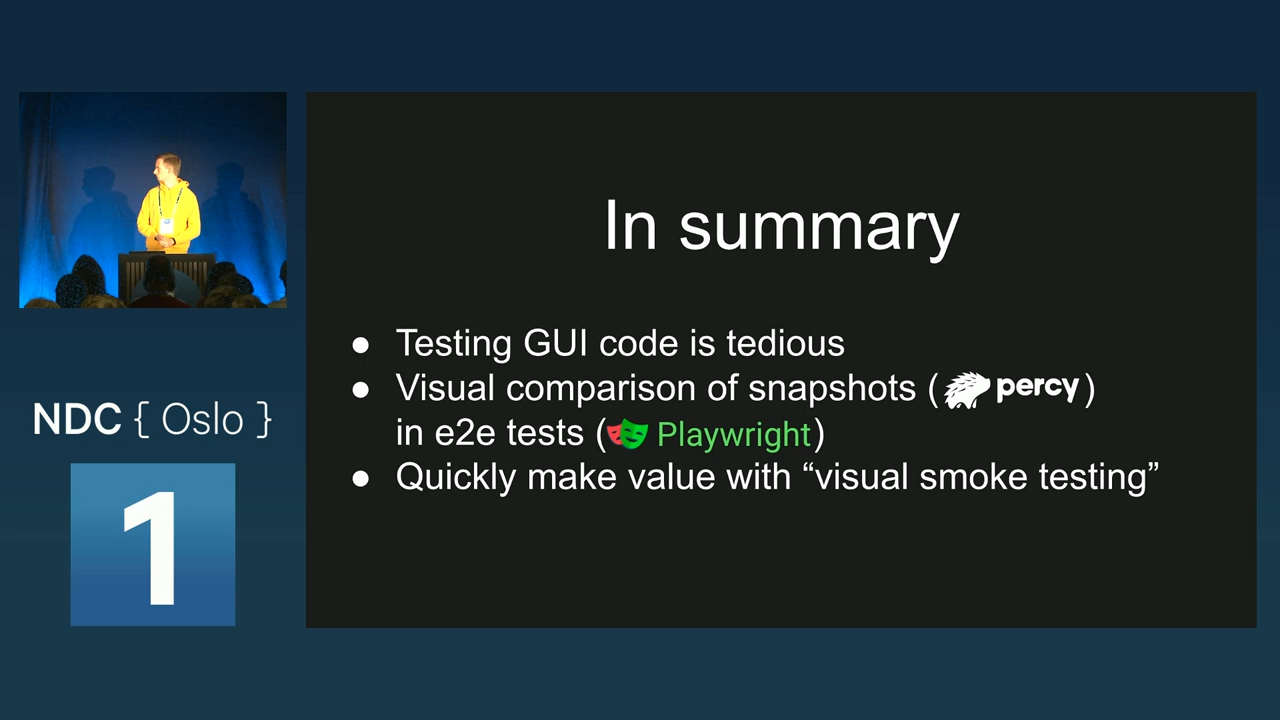 In summary
● Testing GUI code is tedious
● Visual comparison of snapshots ( percy )
in e2e tests ( Playwright)
● Quickly make value with “visual smoke testing”
NDC { Oslo }
1